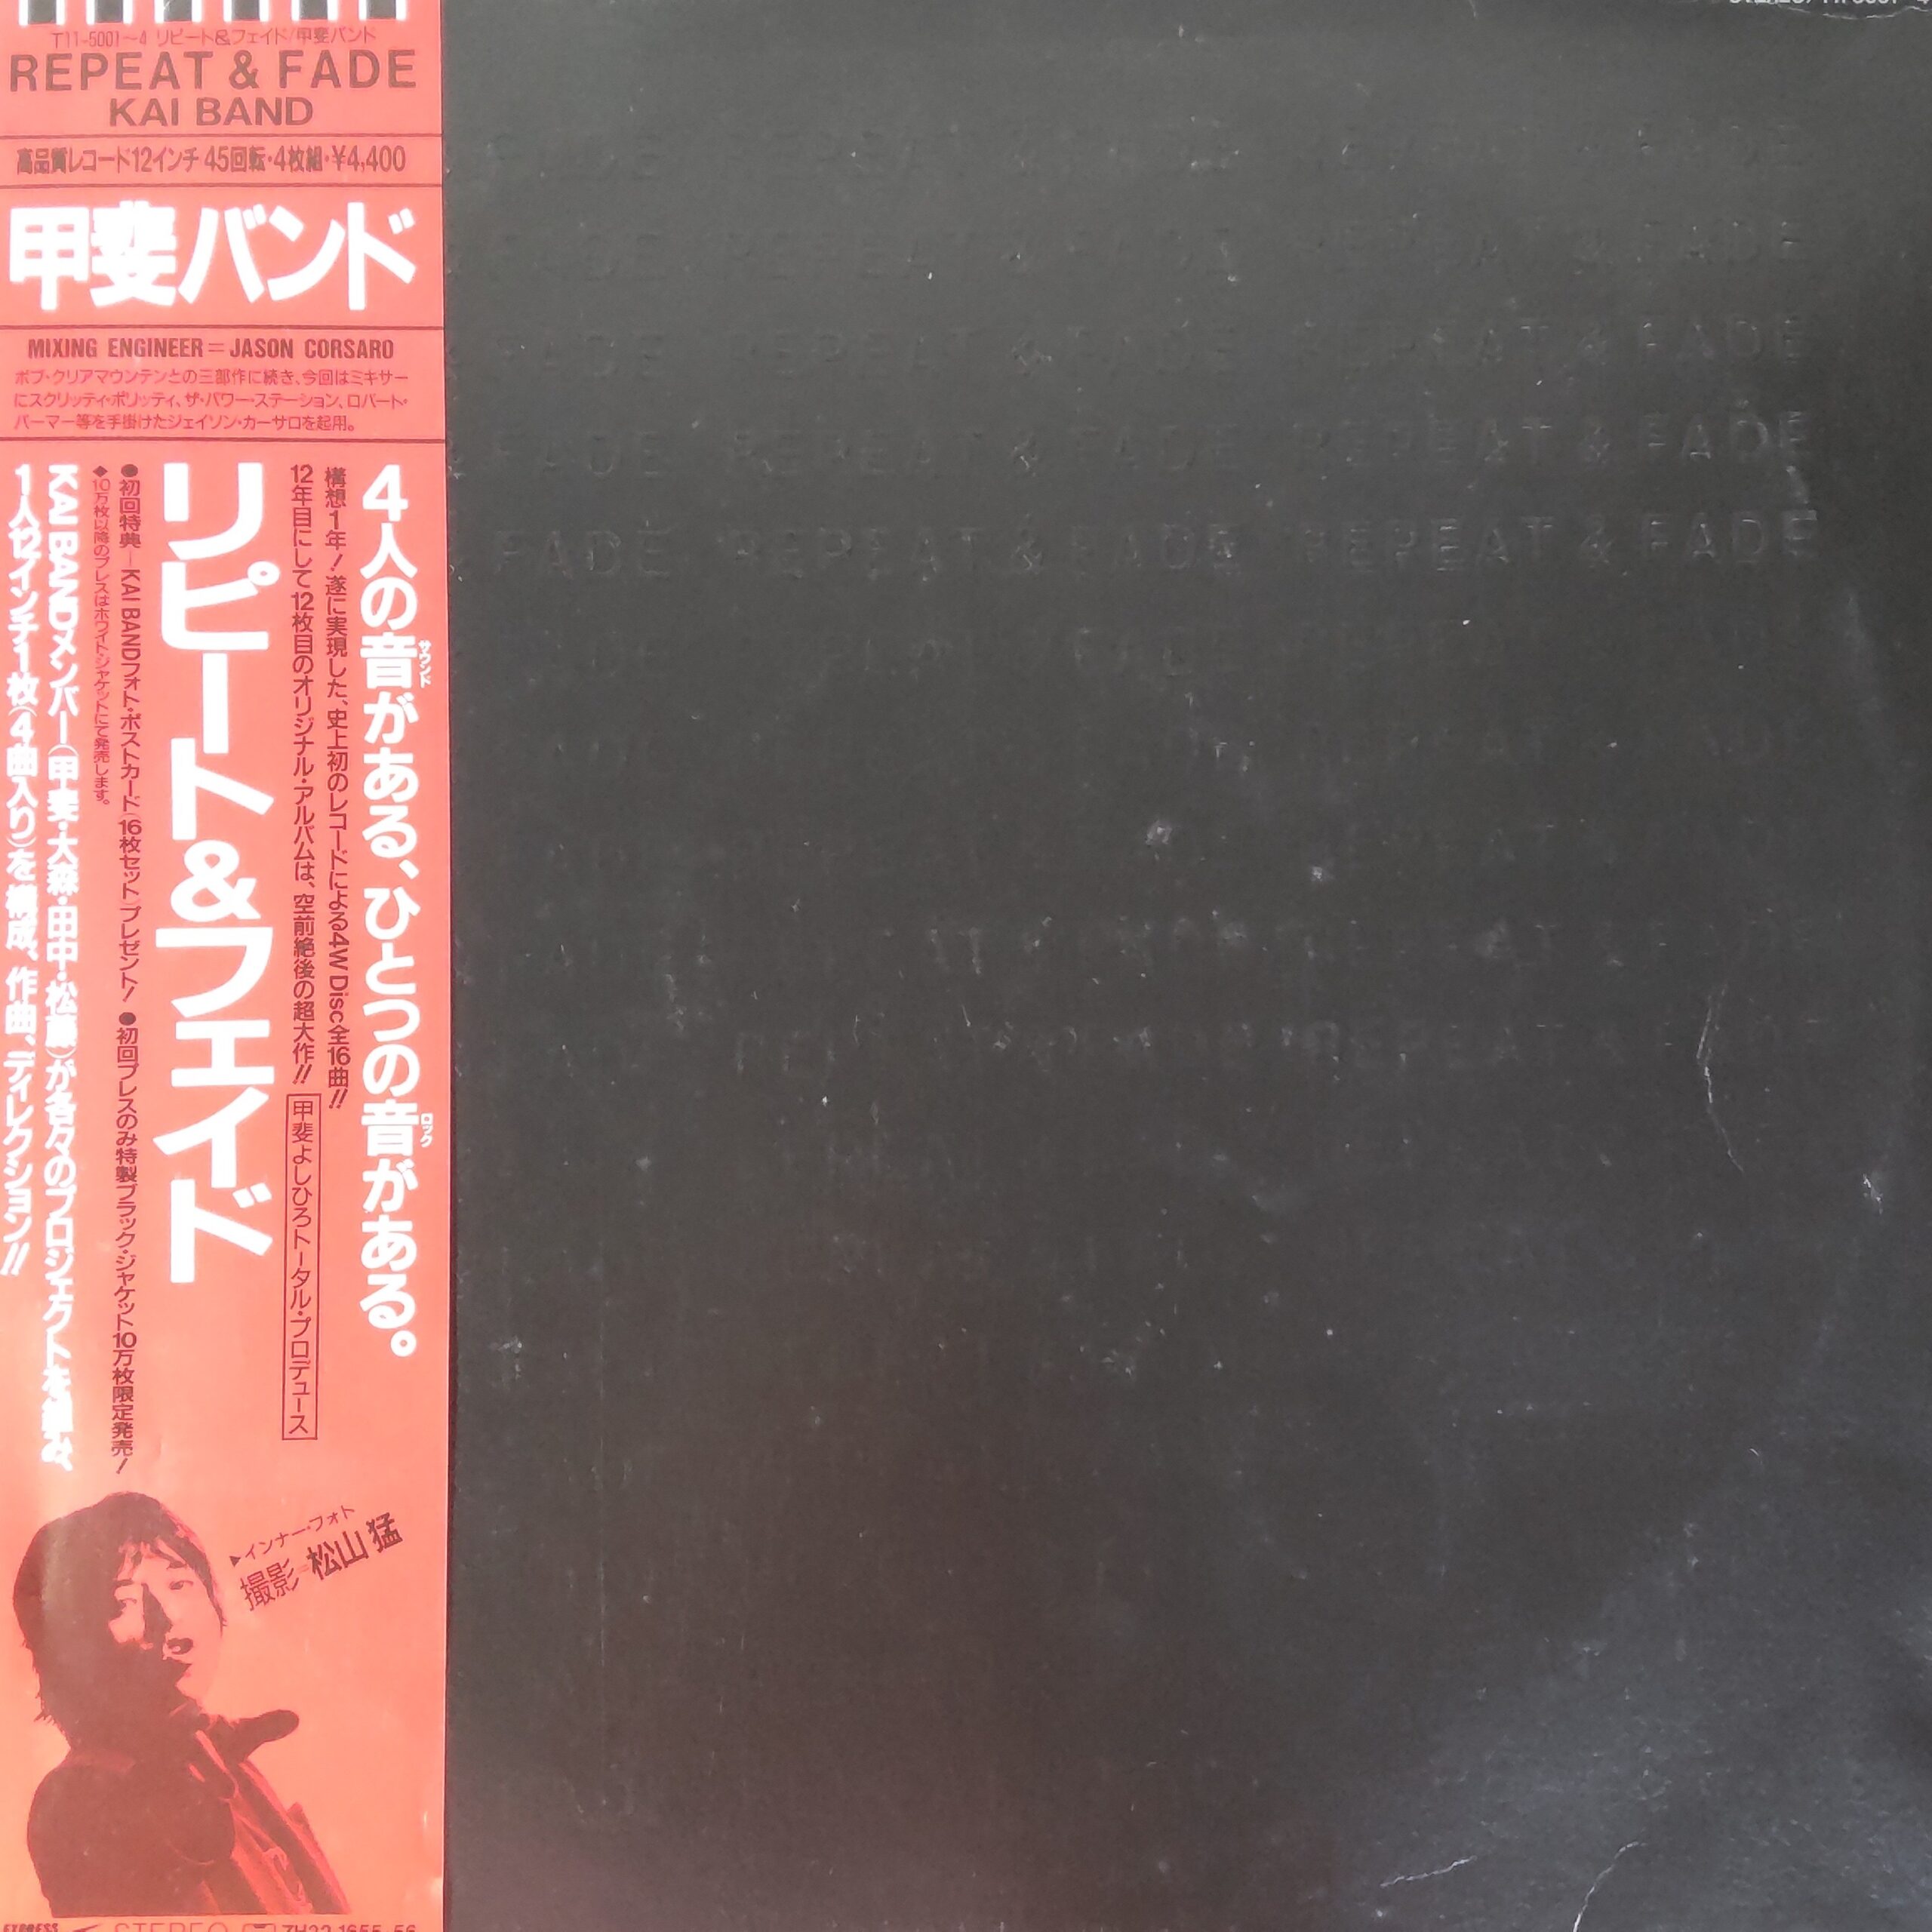 T11-5001~4 リピート&フェイド/甲斐バンド
REPEAT & FADE
KAI BAND
高品質レコード12インチ 45回転・4枚組・¥4,400
甲斐バンド
MIXING ENGINEER=JASON CORSARO
ボブ・クリアマウンテンとの三部作に続き、今回はミキサー
にスクリッティ・ポリッティ、ザ・パワー・ステーション、ロバート・
パーマー等を手掛けたジェイソン・カーサロを起用。
4人の音がある、ひとつの音がある。
サウンド
ロック
構想1年!遂に実現した、史上初のレコードによる4W Disc全16曲!!
12年目にして12枚目のオリジナル・アルバムは、空前絶後の超大作!!
甲斐よしひろトータル・プロデュース
リピート&フェイド
●初回特典―KAI BANDフォト・ポストカード(16枚セット)プレゼント! ●初回プレスのみ特製ブラック・ジャケット10万枚限定発売!
◆10万枚以降のプレスはホワイト・ジャケットにて発売します。
KAI BANDメンバー(甲斐・大森・田中・松藤)が各々のプロジェクトを組み、
1人12インチ1枚(4曲入り)を構成、作曲、ディレクション!!
▶インナー・フォト
撮影=松山 猛
FADE REPEAT & FADE REPEAT & FADE
FADE REPEAT & FADE REPEAT & FADE
FADE REPEAT & FADE REPEAT & FADE
EXPRESS
STEREO